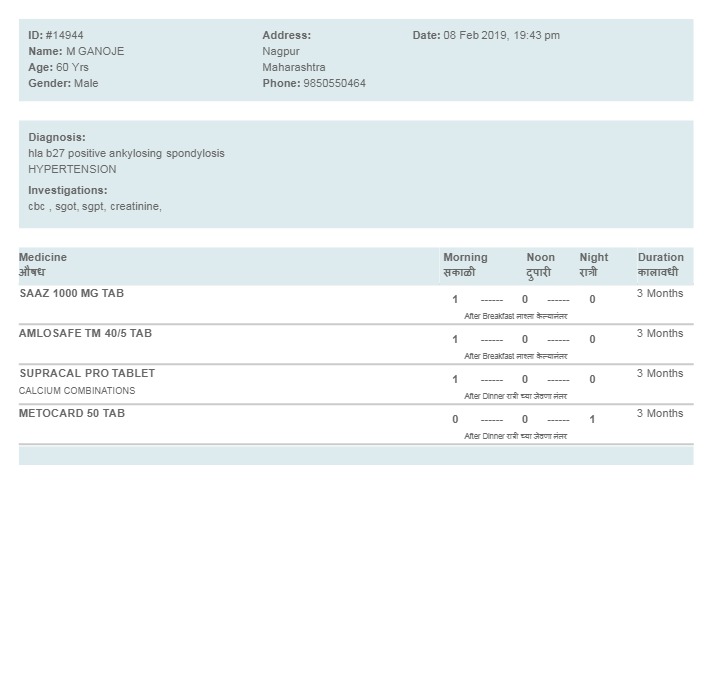 ID: #14944 Address: Date: 08 Feb 2019, 19:43 pm
Name: M GANOJE Nagpur
Age: 60 Yrs Maharashtra
Gender: Male Phone: 9850550464
Diagnosis:
hla b27 positive ankylosing spondylosis
HYPERTENSION
Investigations:
cbc , sgot, sgpt, creatinine,
Medicine Morning Noon Night Duration
औषध सकाळी दुपारी रात्री कालावधी
SAAZ 1000 MG TAB 1 ------ 0 ------ 0 3 Months
After Breakfast नाश्ता केल्यानंतर
AMLOSAFE TM 40/5 TAB 1 ------ 0 ------ 0 3 Months
After Breakfast नाश्ता केल्यानंतर
SUPRACAL PRO TABLET 1 ------ 0 ------ 0 3 Months
CALCIUM COMBINATIONS After Dinner रात्री च्या जेवणा नंतर
METOCARD 50 TAB 0 ------ 0 ------ 1 3 Months
After Dinner रात्री च्या जेवणा नंतर